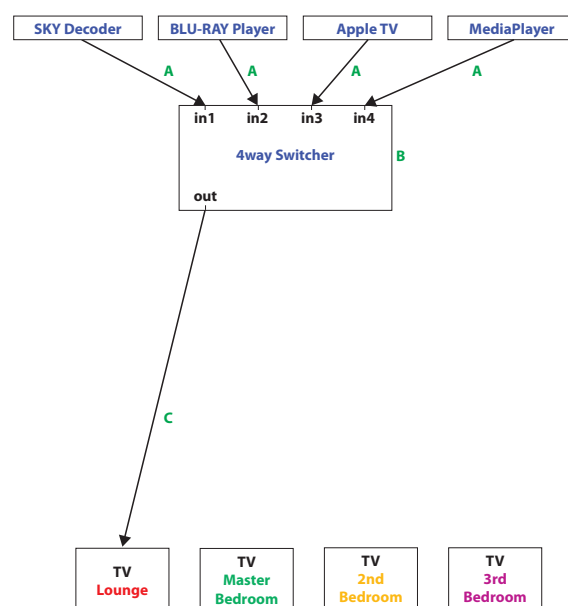 SKY Decoder
BLU-RAY Player
Apple TV
MediaPlayer
A
A
A
A
in1
in2
in3
in4
4way Switcher
B
out
C
TV
Lounge
TV
Master
Bedroom
TV
2nd
Bedroom
TV
3rd
Bedroom